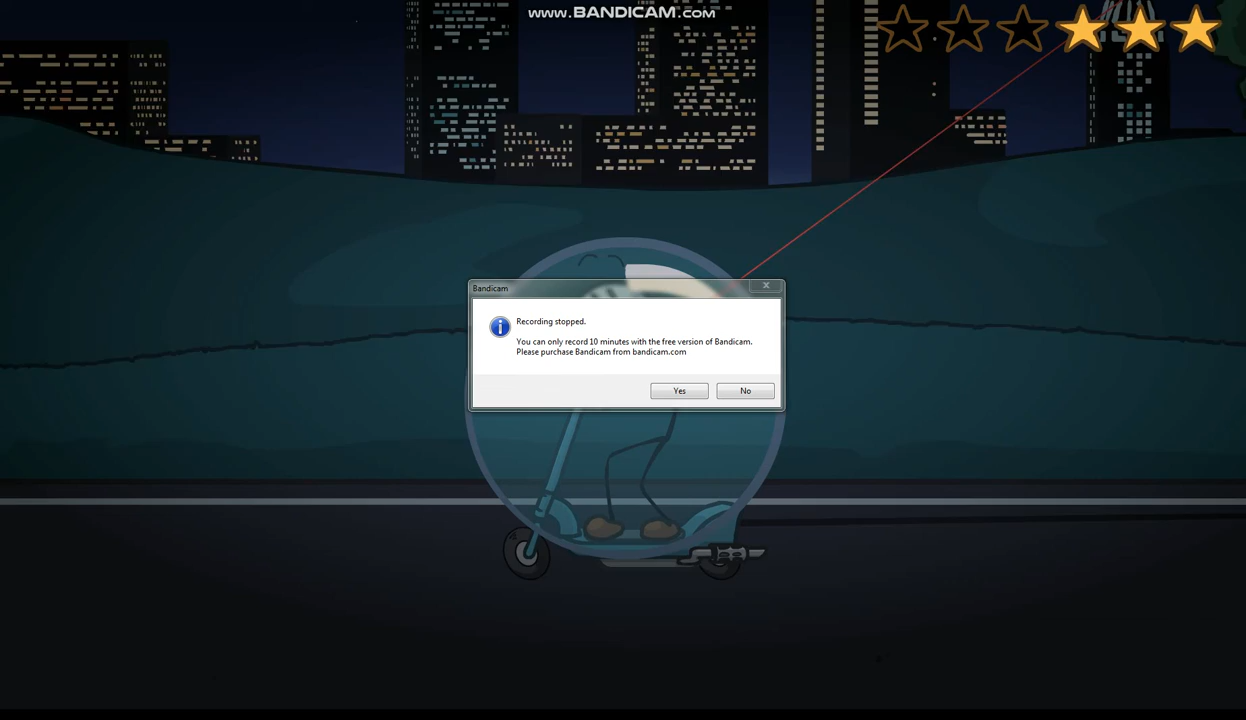 www.BANDICAM.com
Bandicam
Recording stopped.
You can only record 10 minutes with the free version of Bandicam.
Please purchase Bandicam from bandicam.com
Yes
No